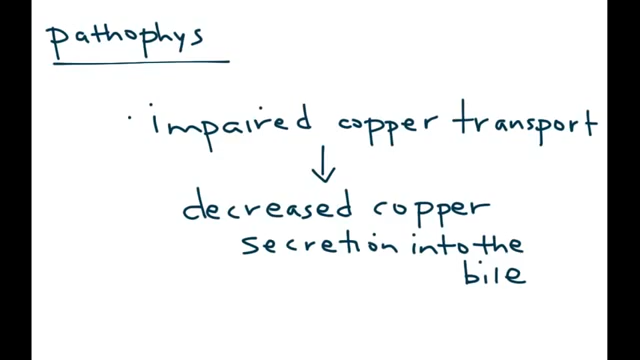 pathophys
· impaired copper transport
↓
decreased copper
secretion into the
bile